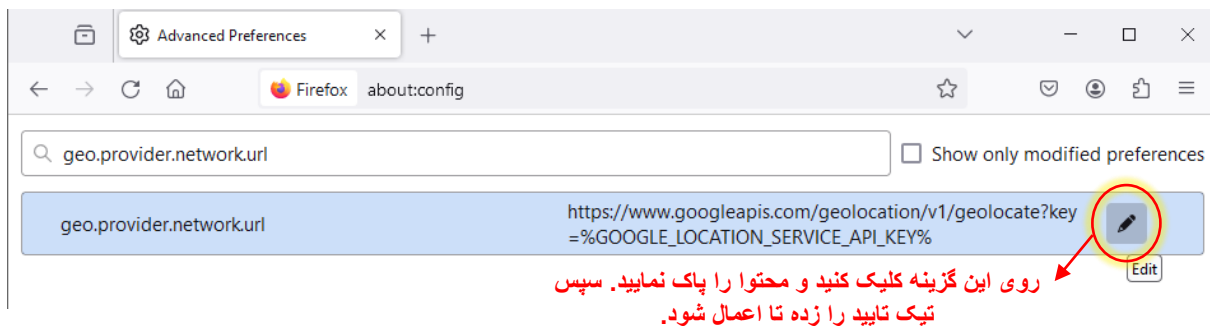 Advanced Preferences
Firefox about:config
geo.provider.network.url
Show only modified preferences
geo.provider.network.url
https://www.googleapis.com/geolocation/v1/geolocate?key
=%GOOGLE_LOCATION_SERVICE_API_KEY%
Edit
روی این گزینه کلیک کنید و محتوا را پاک نمایید. سپس
تیک تایید را زده تا اعمال شود.